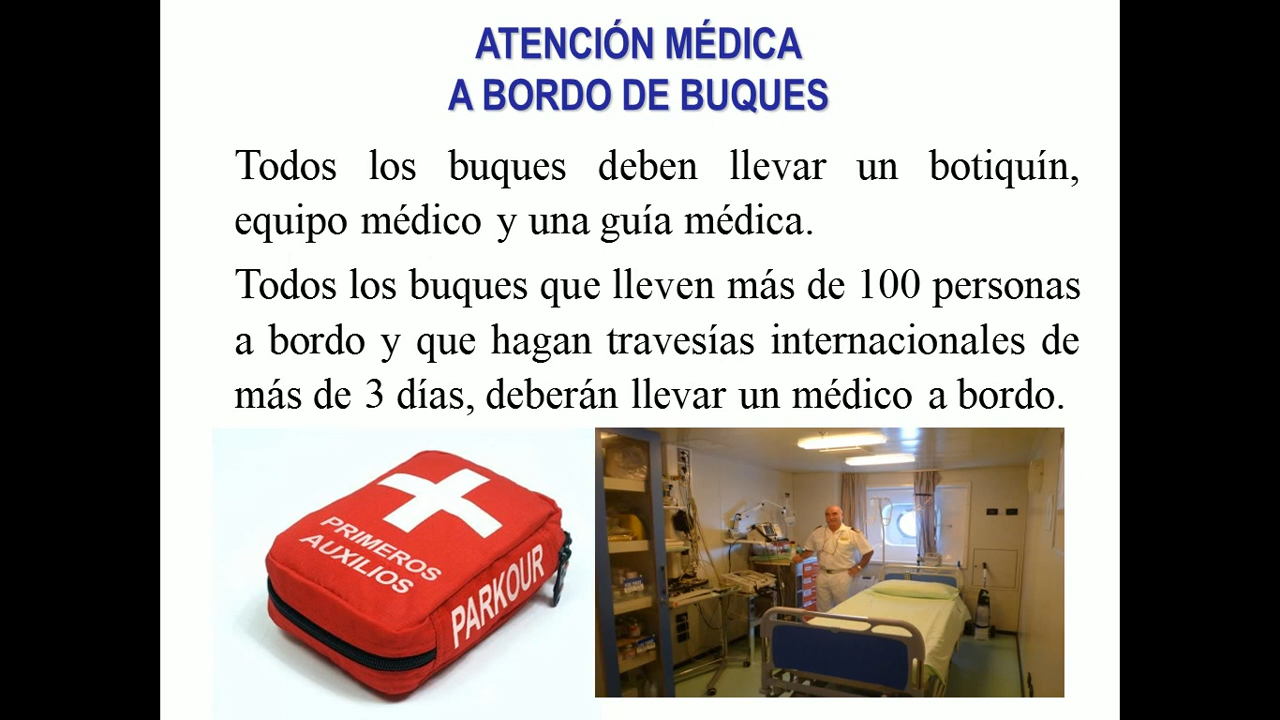 ATENCIÓN MÉDICA
A BORDO DE BUQUES
Todos los buques deben llevar un botiquín,
equipo médico y una guía médica.
Todos los buques que lleven más de 100 personas
a bordo y que hagan travesías internacionales de
más de 3 días, deberán llevar un médico a bordo.
PRIMEROS
AUXILIOS
PARKOUR